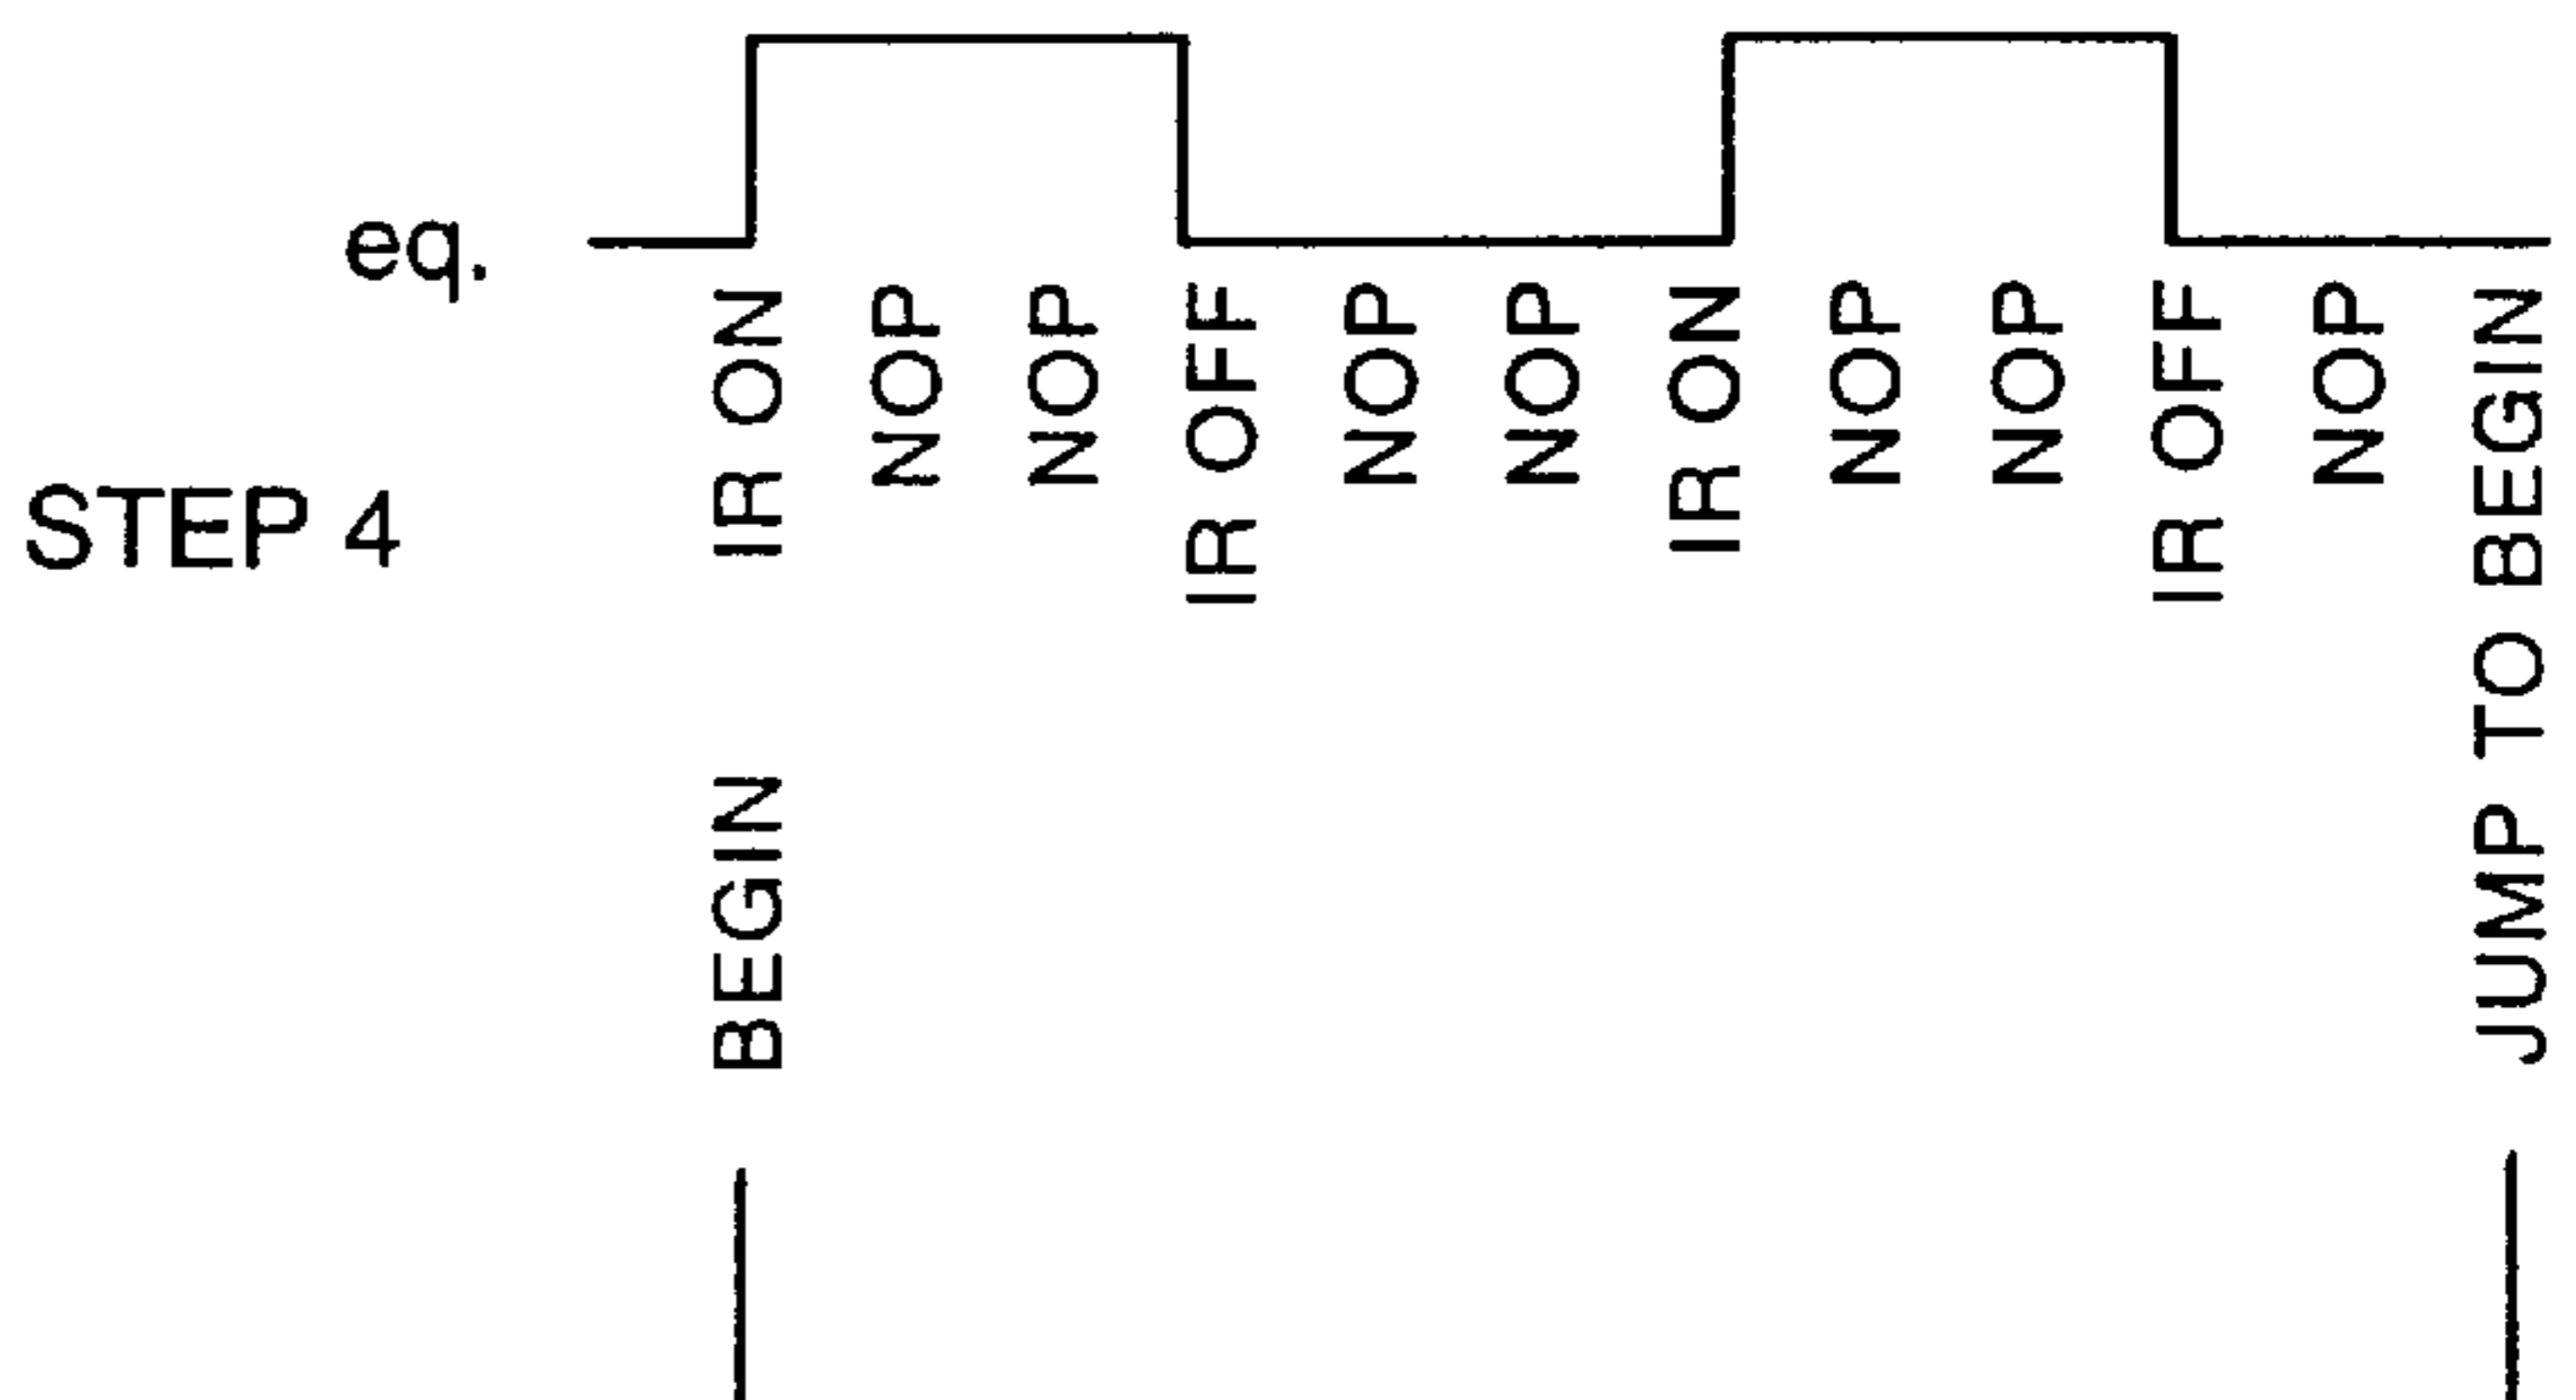 eq.
STEP 4
BEGIN IR ON
NOP
NOP
IR OFF
NOP
NOP
IR ON
NOP
NOP
IR OFF
NOP
JUMP TO BEGIN